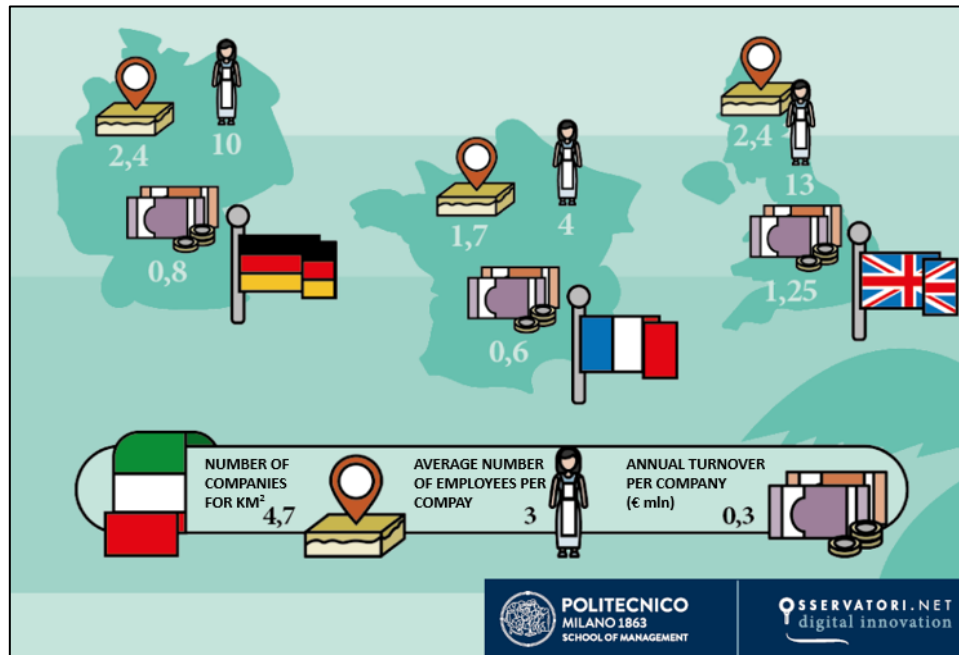 2,4
10
0,8
1,7
4
0,6
2,4
13
1,25
NUMBER OF
COMPANIES
FOR KM²
4,7
AVERAGE NUMBER
OF EMPLOYEES PER
COMPAY
3
ANNUAL TURNOVER
PER COMPANY
(€ mln)
0,3
POLITECNICO
MILANO 1863
SCHOOL OF MANAGEMENT
OSSERVATORI.NET
digital innovation